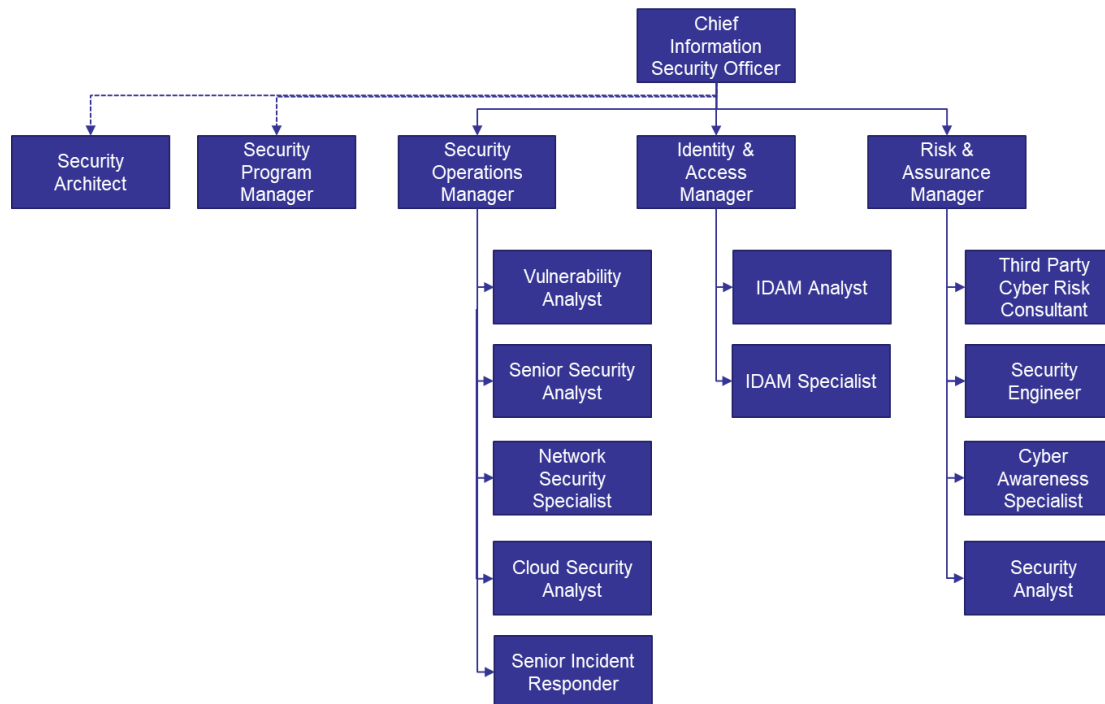 Chief
Information
Security Officer
Security
Architect
Security
Program
Manager
Security
Operations
Manager
Identity &
Access
Manager
Risk &
Assurance
Manager
Vulnerability
Analyst
Senior Security
Analyst
Network
Security
Specialist
Cloud Security
Analyst
Senior Incident
Responder
IDAM Analyst
IDAM Specialist
Third Party
Cyber Risk
Consultant
Security
Engineer
Cyber
Awareness
Specialist
Security
Analyst